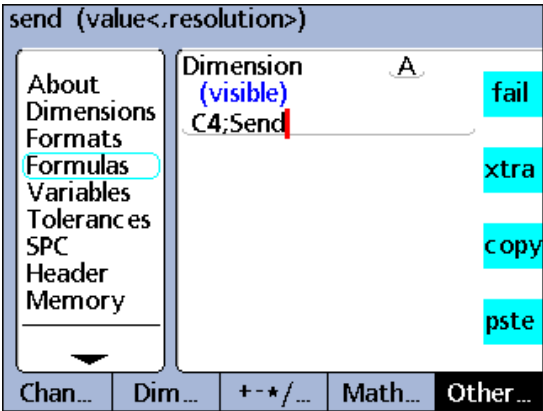 send (value<,resolution>)
About
Dimensions
Formats
Formulas
Variables
Tolerances
SPC
Header
Memory
Dimension A
(visible)
C4;Send
fail
xtra
copy
pste
Chan... Dim... +-*/... Math... Other...